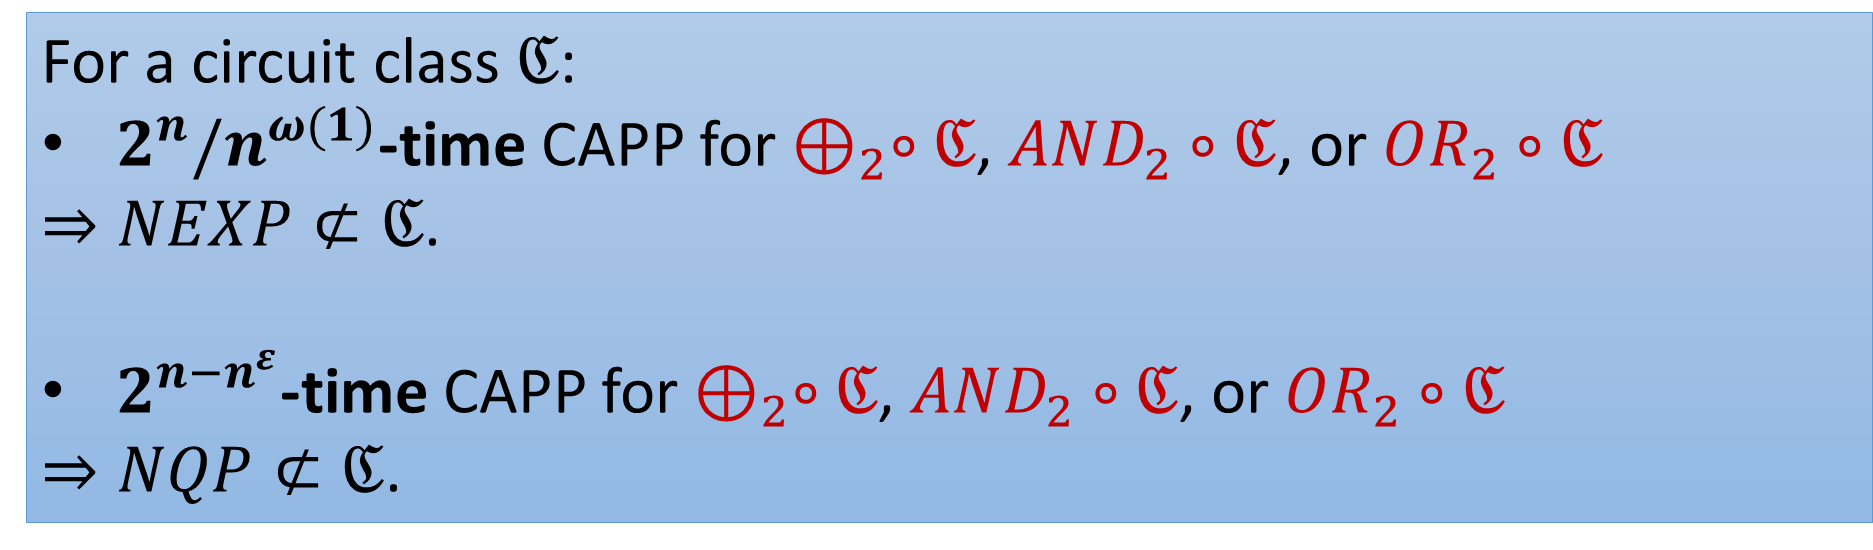 For a circuit class ℭ:
• 2^{n}/n^{ω(1)}-time CAPP for ⊕₂∘ ℭ, AND₂ ∘ ℭ, or OR₂ ∘ ℭ
⇒ NEXP ⊄ ℭ.
• 2^{n−n^{ε}}-time CAPP for ⊕₂∘ ℭ, AND₂ ∘ ℭ, or OR₂ ∘ ℭ
⇒ NQP ⊄ ℭ.